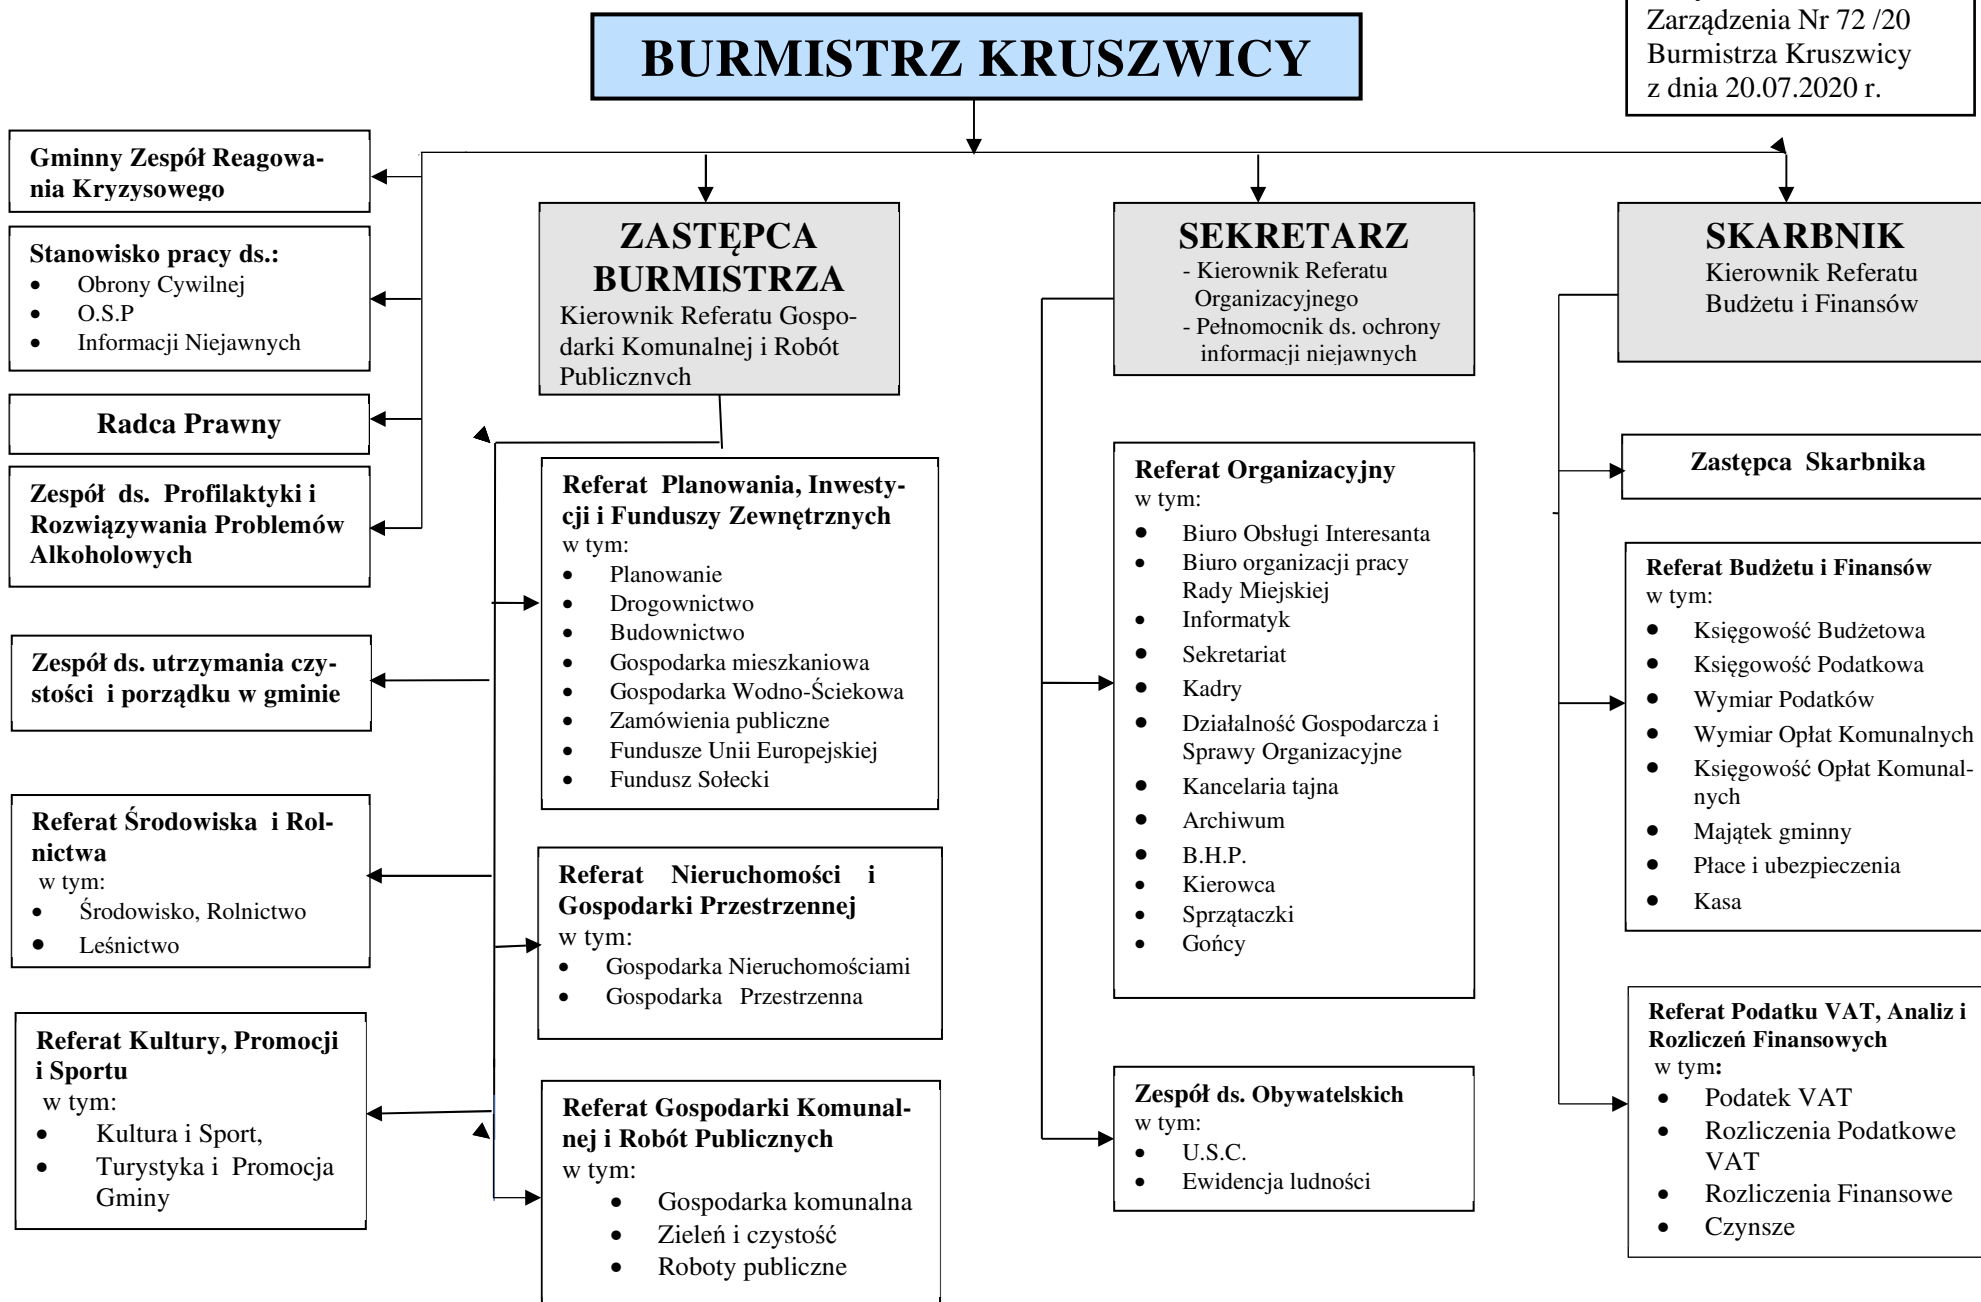 BURMISTRZ KRUSZWICY
Zarządzenia Nr 72 /20
Burmistrza Kruszwicy
z dnia 20.07.2020 r.
Gminny Zespół Reagowa-
nia Kryzysowego
Stanowisko pracy ds.:
• Obrony Cywilnej
• O.S.P
• Informacji Niejawnych
Radca Prawny
Zespół ds. Profilaktyki i
Rozwiązywania Problemów
Alkoholowych
Zespół ds. utrzymania czy-
stości i porządku w gminie
Referat Środowiska i Rol-
nictwa
w tym:
• Środowisko, Rolnictwo
• Leśnictwo
Referat Kultury, Promocji
i Sportu
w tym:
• Kultura i Sport,
• Turystyka i Promocja
Gminy
ZASTĘPCA
BURMISTRZA
Kierownik Referatu Gospo-
darki Komunalnej i Robót
Publicznych
Referat Planowania, Inwesty-
cji i Funduszy Zewnętrznych
w tym:
• Planowanie
• Drogownictwo
• Budownictwo
• Gospodarka mieszkaniowa
• Gospodarka Wodno-Ściekowa
• Zamówienia publiczne
• Fundusze Unii Europejskiej
• Fundusz Sołecki
Referat Nieruchomości i
Gospodarki Przestrzennej
w tym:
• Gospodarka Nieruchomościami
• Gospodarka Przestrzenna
Referat Gospodarki Komunal-
nej i Robót Publicznych
w tym:
• Gospodarka komunalna
• Zieleń i czystość
• Roboty publiczne
SEKRETARZ
- Kierownik Referatu
Organizacyjnego
- Pełnomocnik ds. ochrony
informacji niejawnych
Referat Organizacyjny
w tym:
• Biuro Obsługi Interesanta
• Biuro organizacji pracy
Rady Miejskiej
• Informatyk
• Sekretariat
• Kadry
• Działalność Gospodarcza i
Sprawy Organizacyjne
• Kancelaria tajna
• Archiwum
• B.H.P.
• Kierowca
• Sprzątaczki
• Gońcy
Zespół ds. Obywatelskich
w tym:
• U.S.C.
• Ewidencja ludności
SKARBNIK
Kierownik Referatu
Budżetu i Finansów
Zastępca Skarbnika
Referat Budżetu i Finansów
w tym:
• Księgowość Budżetowa
• Księgowość Podatkowa
• Wymiar Podatków
• Wymiar Opłat Komunalnych
• Księgowość Opłat Komunal-
nych
• Majątek gminny
• Płace i ubezpieczenia
• Kasa
Referat Podatku VAT, Analiz i
Rozliczeń Finansowych
w tym:
• Podatek VAT
• Rozliczenia Podatkowe
VAT
• Rozliczenia Finansowe
• Czynsze